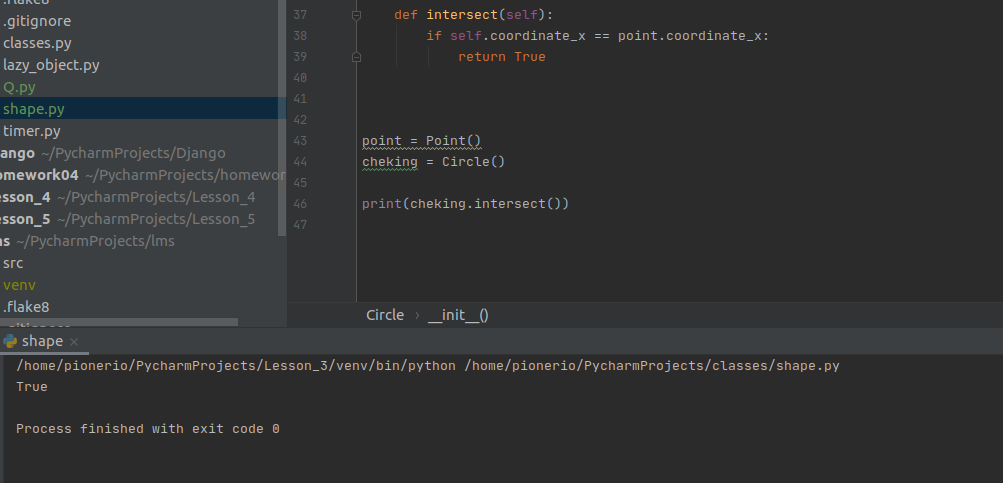 .flake8
.gitignore
classes.py
lazy_object.py
Q.py
shape.py
timer.py
ango ~/PycharmProjects/Django
omework04 ~/PycharmProjects/homewor
esson_4 ~/PycharmProjects/Lesson_4
esson_5 ~/PycharmProjects/Lesson_5
ns ~/PycharmProjects/lms
src
venv
.flake8
.gitignore
37 def intersect(self):
38 if self.coordinate_x == point.coordinate_x:
39 return True
40
41
42
43 point = Point()
44 cheking = Circle()
45
46 print(cheking.intersect())
47
Circle › __init__()
shape ×
/home/pionerio/PycharmProjects/Lesson_3/venv/bin/python /home/pionerio/PycharmProjects/classes/shape.py
True
Process finished with exit code 0